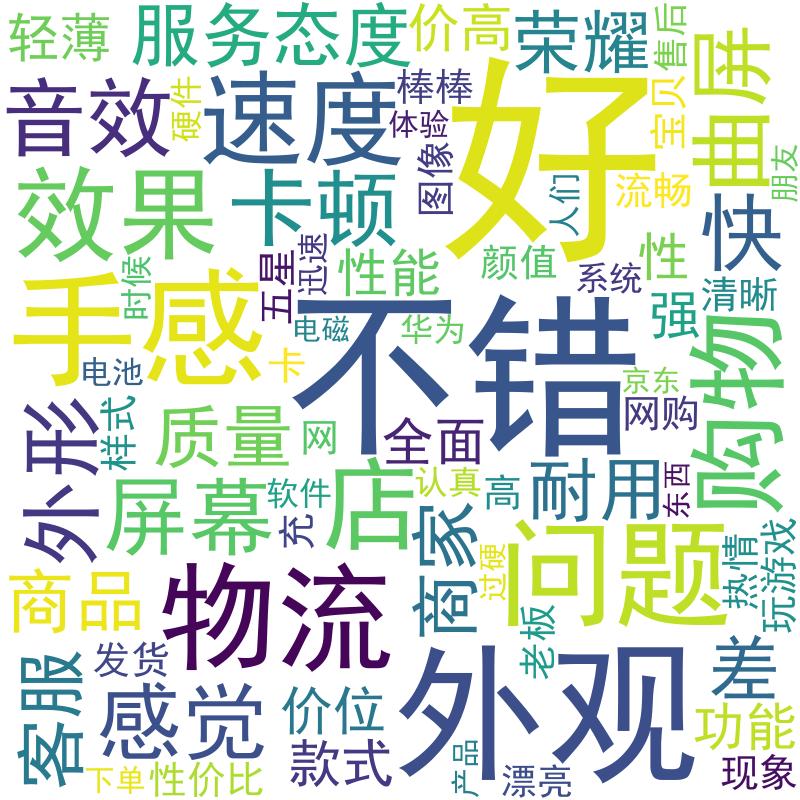 轻薄
服务态度
价高
荣耀
售后
曲屏
音效
硬件
速度
棒棒
体验
好
宝贝
图像
人们
流畅
朋友
效果
卡顿
快
五星
迅速
时候
性能
颜值
系统
性
清晰
手感
不错
强
电磁
华为
电池
卡
京东
购物
外形
样式
质量
网
全面
网购
屏幕
软件
店
认真
高
耐用
东西
充
商家
过硬
问题
热情
玩游戏
商品
物流
老板
客服
发货
感觉
价位
外观
差
款式
功能
下单
性价比
产品
漂亮
现象